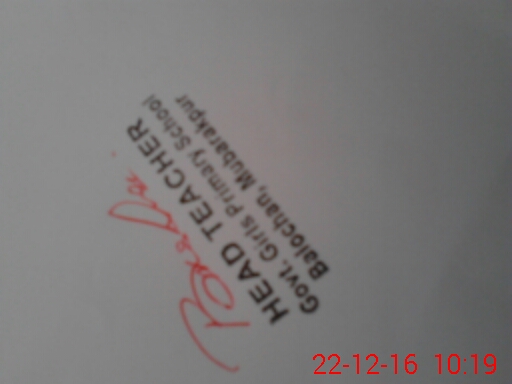 HEAD TEACHER
Govt. Girls Primary School
Balochan, Mubarakpur
22-12-16 10:19